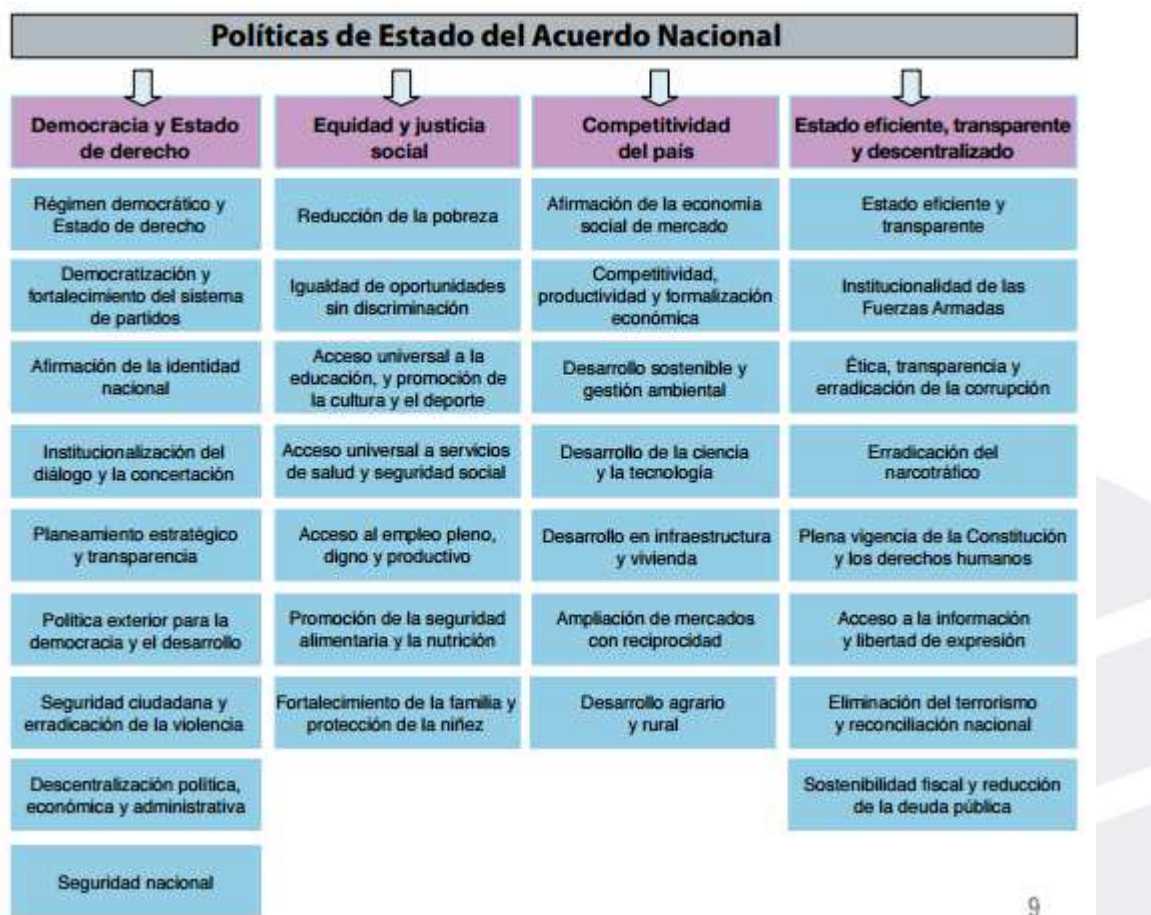 Políticas de Estado del Acuerdo Nacional
Democracia y Estado
de derecho
Régimen democrático y
Estado de derecho
Democratización y
fortalecimiento del sistema
de partidos
Afirmación de la identidad
nacional
Institucionalización del
diálogo y la concertación
Planeamiento estratégico
y transparencia
Política exterior para la
democracia y el desarrollo
Seguridad ciudadana y
erradicación de la violencia
Descentralización política,
económica y administrativa
Seguridad nacional
Equidad y justicia
social
Reducción de la pobreza
Igualdad de oportunidades
sin discriminación
Acceso universal a la
educación, y promoción de
la cultura y el deporte
Acceso universal a servicios
de salud y seguridad social
Acceso al empleo pleno,
digno y productivo
Promoción de la seguridad
alimentaria y la nutrición
Fortalecimiento de la familia y
protección de la niñez
Competitividad
del país
Afirmación de la economía
social de mercado
Competitividad,
productividad y formalización
económica
Desarrollo sostenible y
gestión ambiental
Desarrollo de la ciencia
y la tecnología
Desarrollo en infraestructura
y vivienda
Ampliación de mercados
con reciprocidad
Desarrollo agrario
y rural
Estado eficiente, transparente
y descentralizado
Estado eficiente y
transparente
Institucionalidad de las
Fuerzas Armadas
Ética, transparencia y
erradicación de la corrupción
Erradicación del
narcotráfico
Plena vigencia de la Constitución
y los derechos humanos
Acceso a la información
y libertad de expresión
Eliminación del terrorismo
y reconciliación nacional
Sostenibilidad fiscal y reducción
de la deuda pública
9